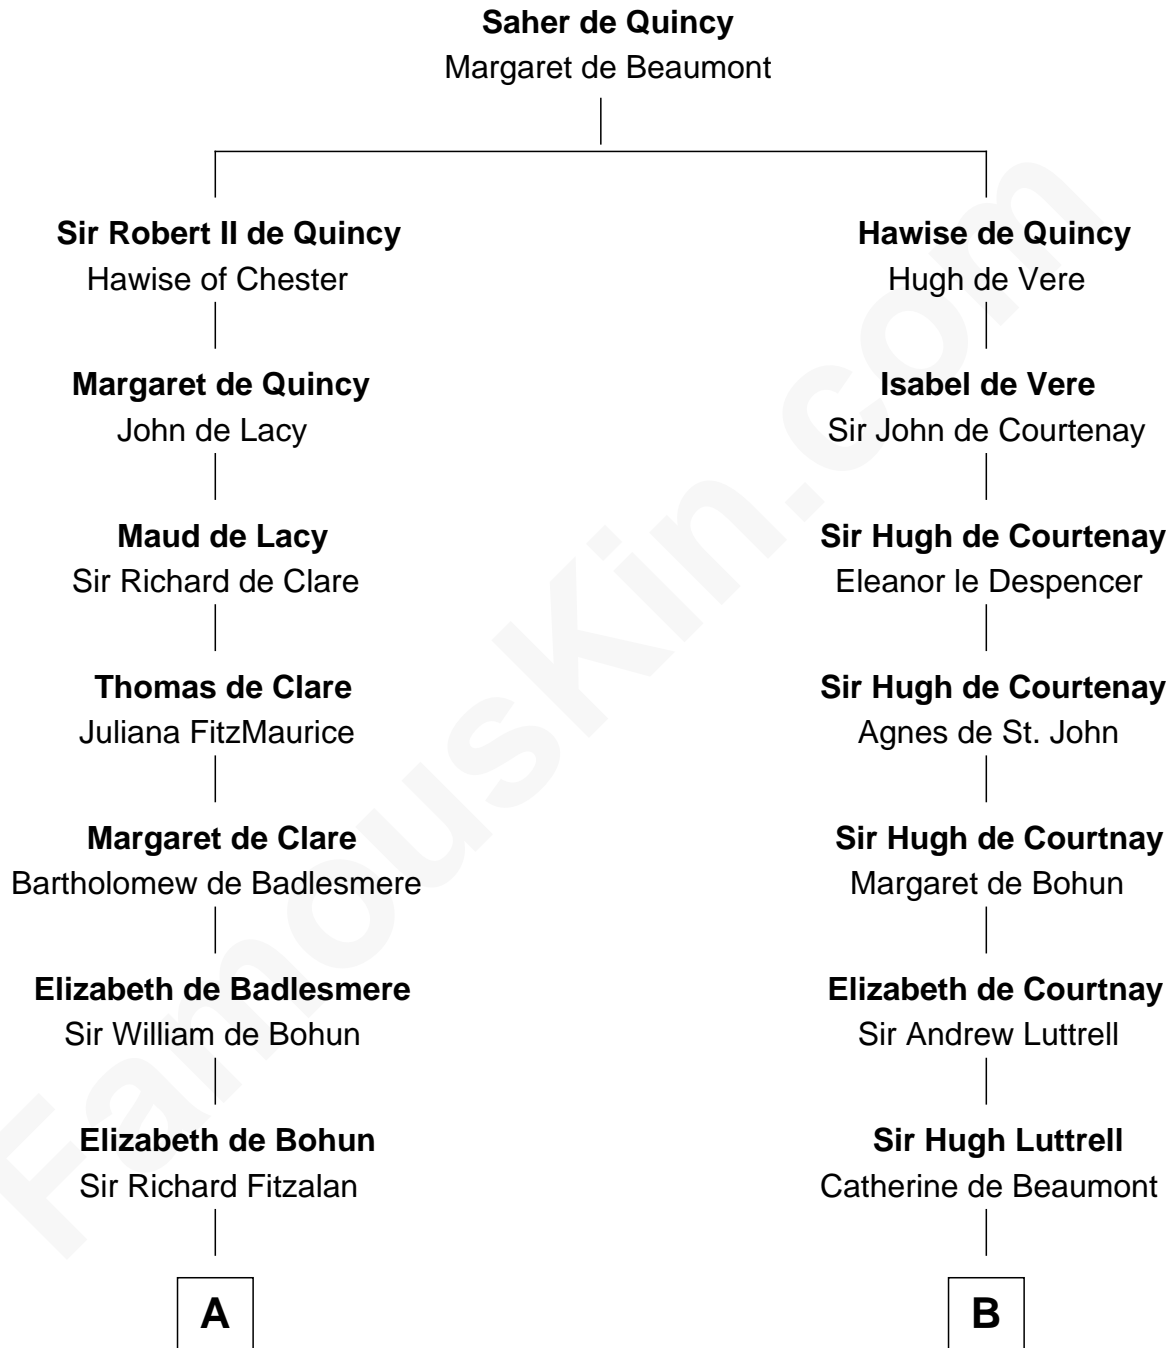 Saher de Quincy
Margaret de Beaumont
Sir Robert II de Quincy
Hawise of Chester
Hawise de Quincy
Hugh de Vere
Margaret de Quincy
John de Lacy
Isabel de Vere
Sir John de Courtenay
Maud de Lacy
Sir Richard de Clare
Sir Hugh de Courtenay
Eleanor le Despencer
Thomas de Clare
Juliana FitzMaurice
Sir Hugh de Courtenay
Agnes de St. John
Margaret de Clare
Bartholomew de Badlesmere
Sir Hugh de Courtnay
Margaret de Bohun
Elizabeth de Badlesmere
Sir William de Bohun
Elizabeth de Courtnay
Sir Andrew Luttrell
Elizabeth de Bohun
Sir Richard Fitzalan
Sir Hugh Luttrell
Catherine de Beaumont
A
B
FamousKin.com